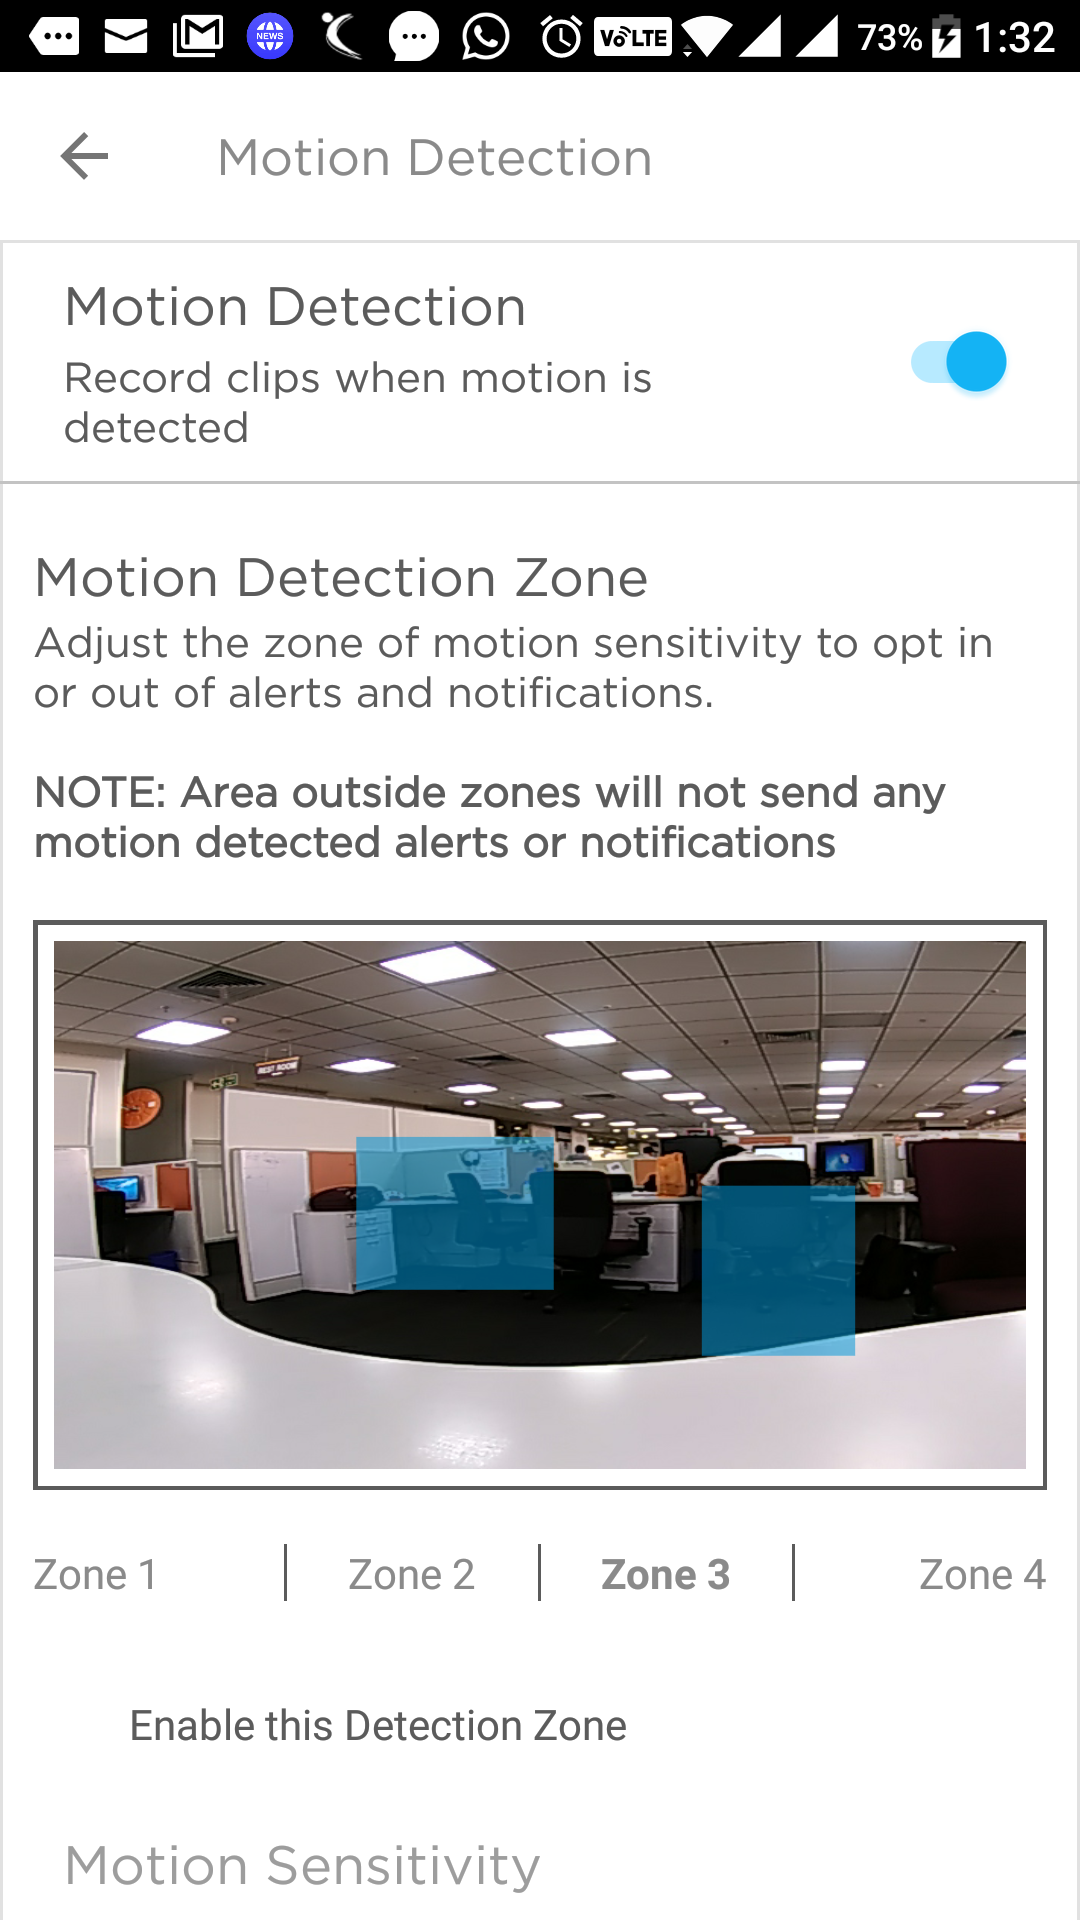 NEWS
VoLTE
73%
1:32
Motion Detection
Motion Detection
Record clips when motion is
detected
Motion Detection Zone
Adjust the zone of motion sensitivity to opt in
or out of alerts and notifications.
NOTE: Area outside zones will not send any
motion detected alerts or notifications
REST ROOM
Zone 1
Zone 2
Zone 3
Zone 4
Enable this Detection Zone
Motion Sensitivity